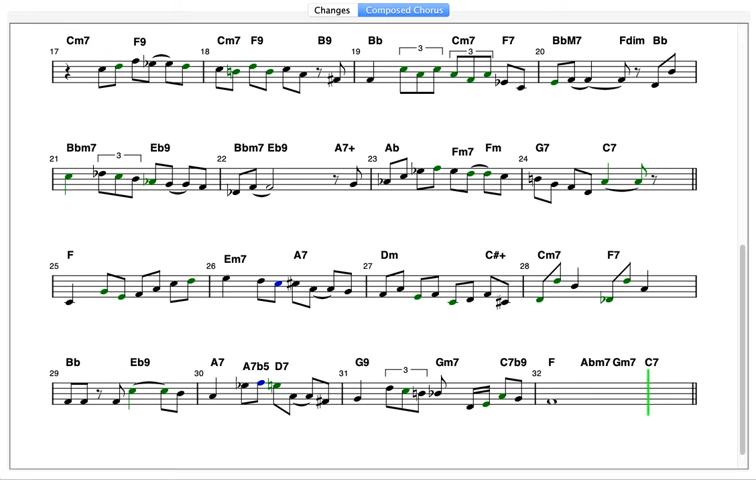 Changes Composed Chorus
Cm7 F9 Cm7 F9 B9 Bb Cm7 F7 BbM7 Fdim Bb
17 18 19 3 3 20
Bbm7 Eb9 Bbm7 Eb9 A7+ Ab Fm7 Fm G7 C7
21 3 22 23 24
F Em7 A7 Dm C#+ Cm7 F7
25 26 27 28
Bb Eb9 A7 A7b5 D7 G9 Gm7 C7b9 F Abm7 Gm7 C7
29 30 31 3 32